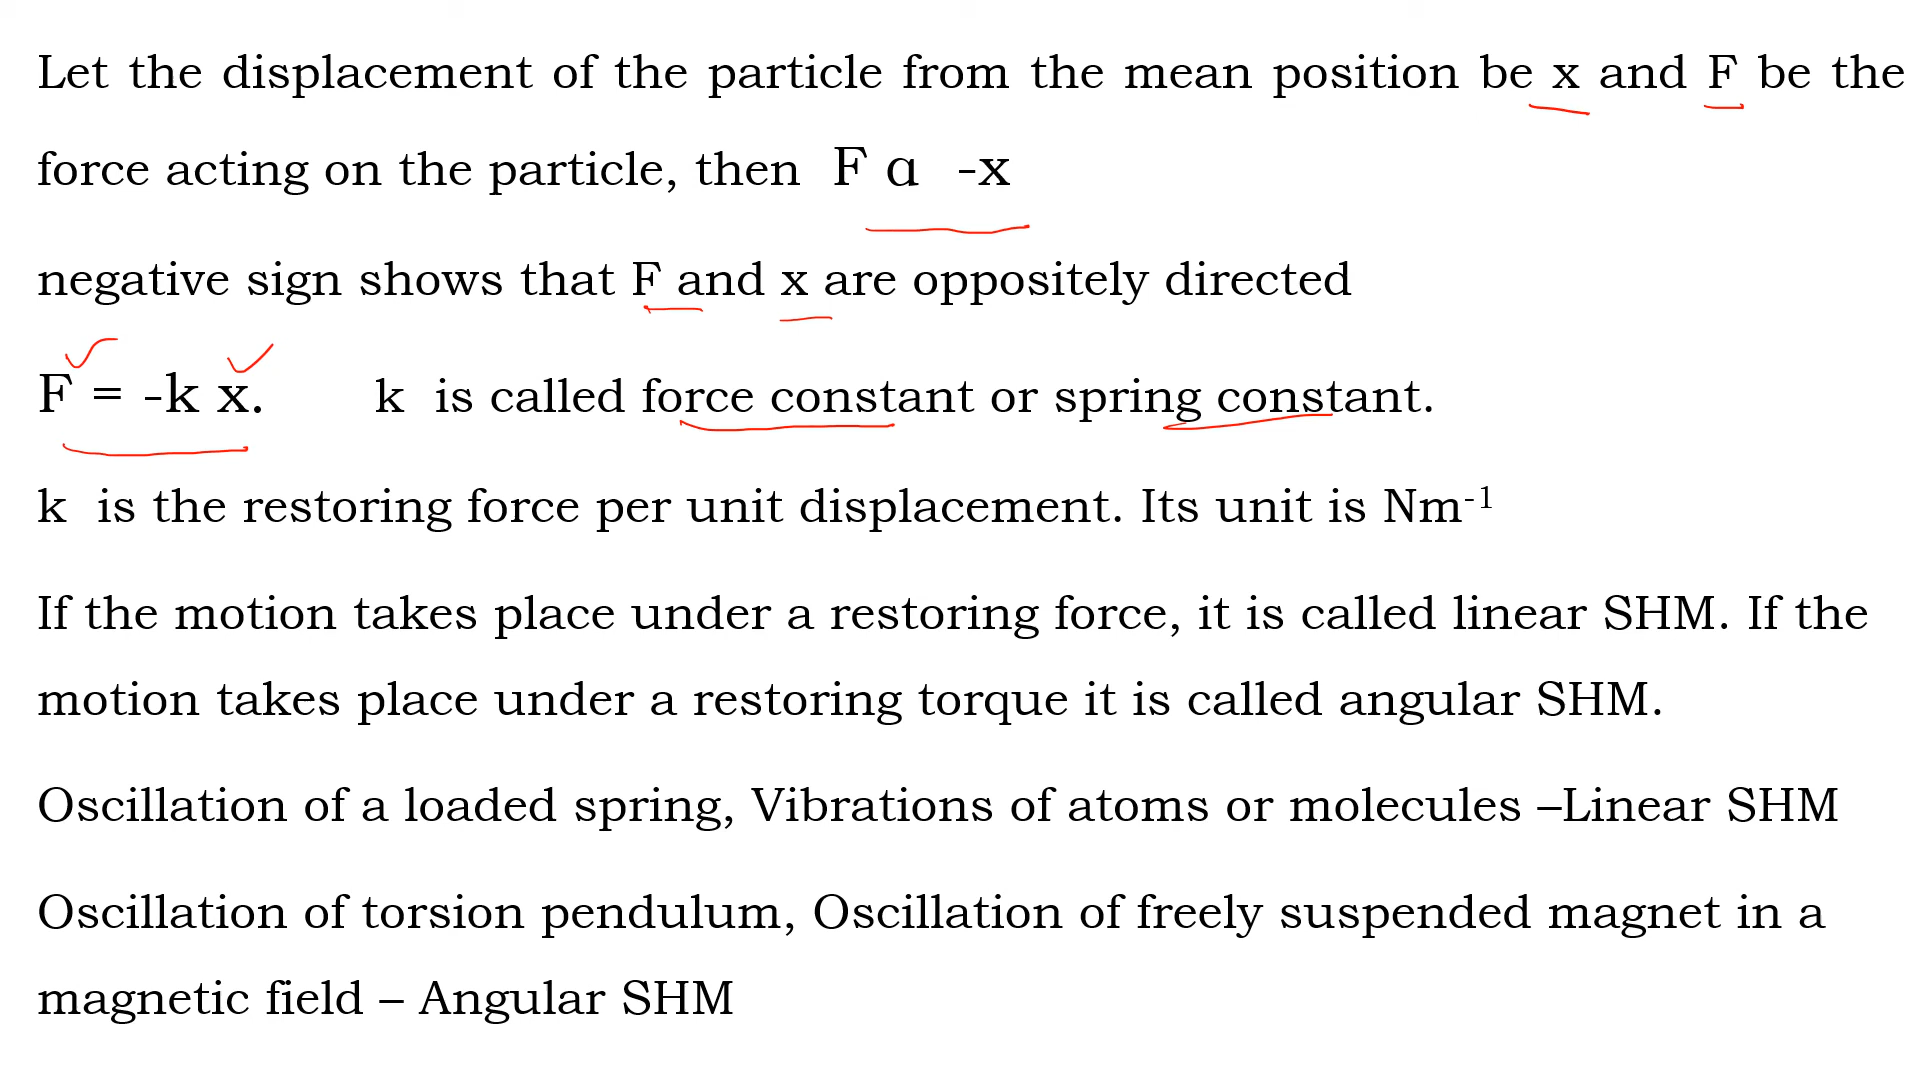 Let the displacement of the particle from the mean position be x and F be the
force acting on the particle, then F ɑ -x
negative sign shows that F and x are oppositely directed
F = -k x. k is called force constant or spring constant.
k is the restoring force per unit displacement. Its unit is Nm⁻¹
If the motion takes place under a restoring force, it is called linear SHM. If the
motion takes place under a restoring torque it is called angular SHM.
Oscillation of a loaded spring, Vibrations of atoms or molecules –Linear SHM
Oscillation of torsion pendulum, Oscillation of freely suspended magnet in a
magnetic field – Angular SHM